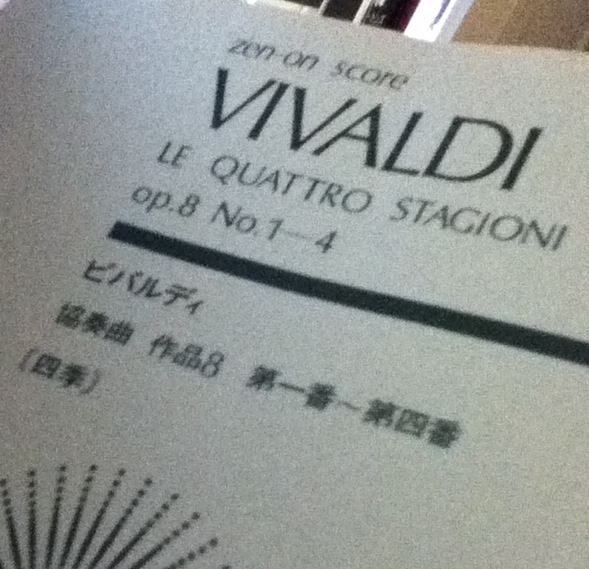 zen-on score
VIVALDI
LE QUATTRO STAGIONI
op.8 No.1—4
ビバルディ
協奏曲 作品8 第一番～第四番
(四季)